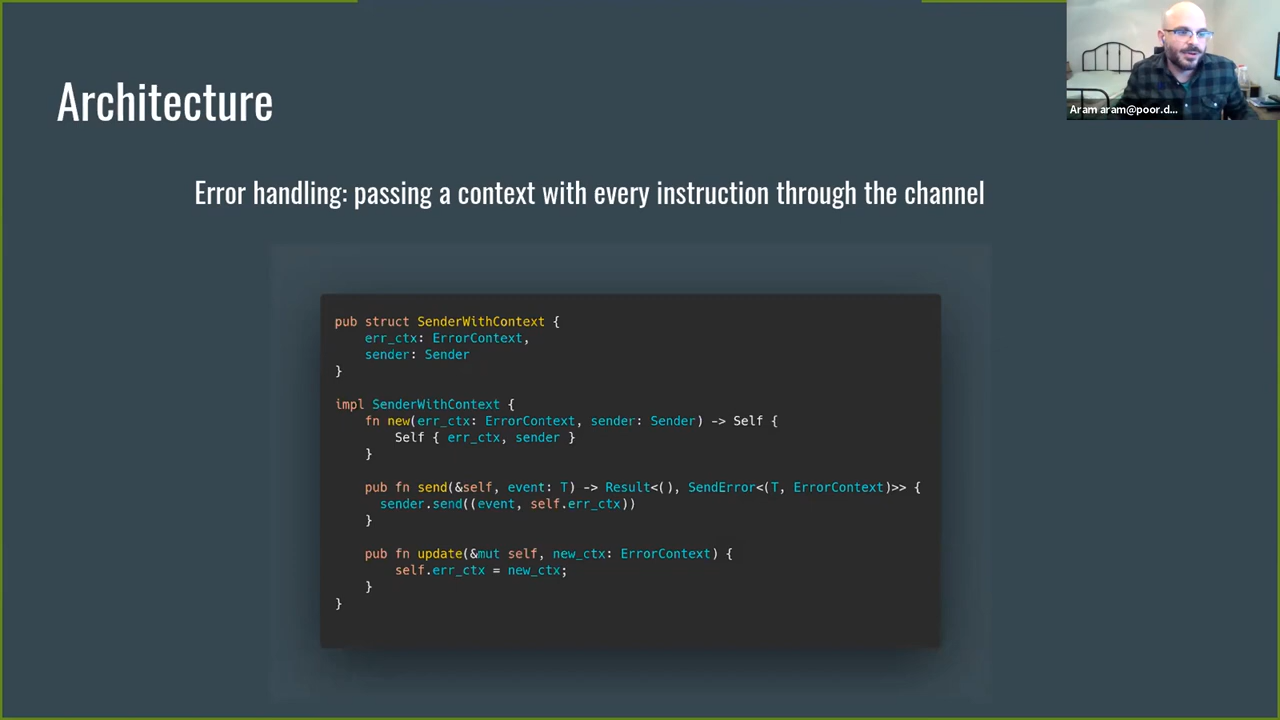 Architecture
Aram aram@poor.d...
Error handling: passing a context with every instruction through the channel
pub struct SenderWithContext {
    err_ctx: ErrorContext,
    sender: Sender
}
impl SenderWithContext {
    fn new(err_ctx: ErrorContext, sender: Sender) -> Self {
        Self { err_ctx, sender }
    }
    pub fn send(&self, event: T) -> Result<(), SendError<(T, ErrorContext)>> {
      sender.send((event, self.err_ctx))
    }
    pub fn update(&mut self, new_ctx: ErrorContext) {
        self.err_ctx = new_ctx;
    }
}